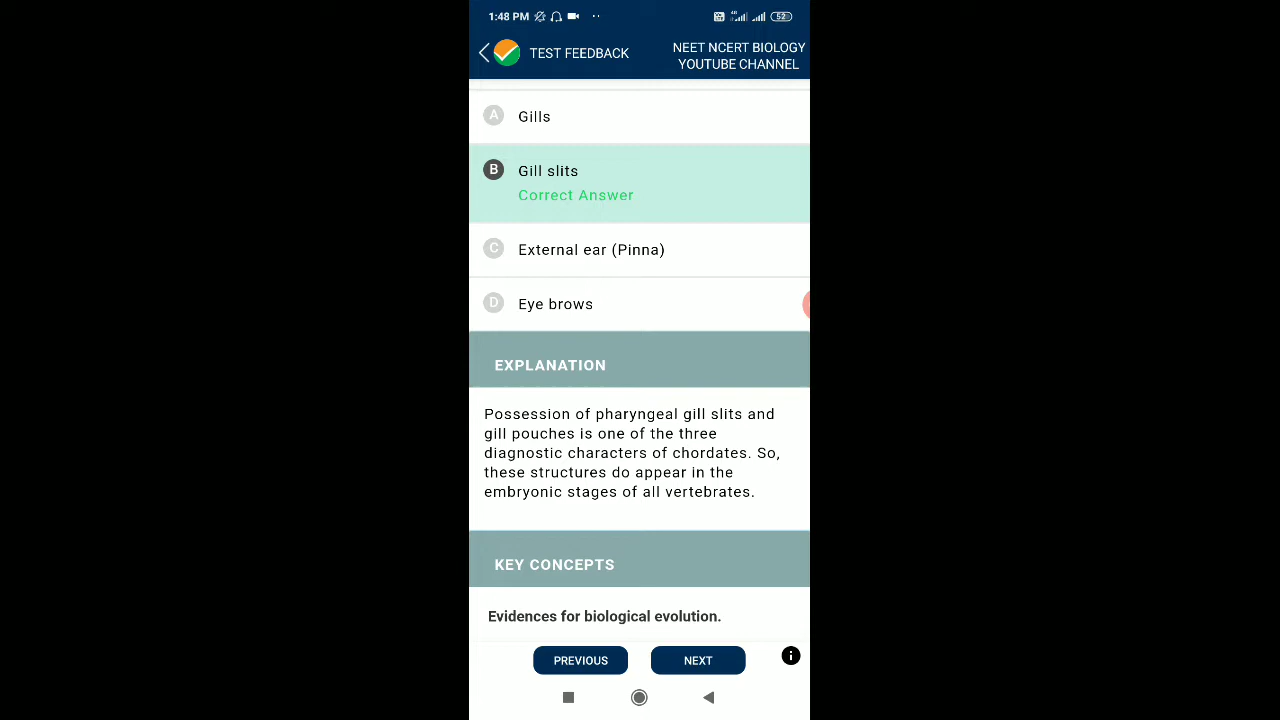 1:48 PM
4G
52
TEST FEEDBACK
NEET NCERT BIOLOGY
YOUTUBE CHANNEL
A Gills
B Gill slits
Correct Answer
C External ear (Pinna)
D Eye brows
EXPLANATION
Possession of pharyngeal gill slits and
gill pouches is one of the three
diagnostic characters of chordates. So,
these structures do appear in the
embryonic stages of all vertebrates.
KEY CONCEPTS
Evidences for biological evolution.
PREVIOUS
NEXT